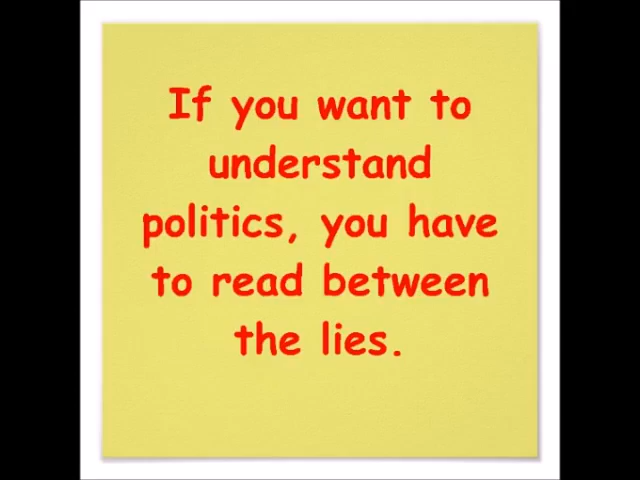 If you want to
understand
politics, you have
to read between
the lies.